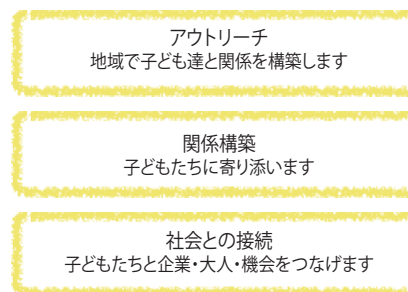 アウトリーチ
地域で子ども達と関係を構築します
関係構築
子どもたちに寄り添います
社会との接続
子どもたちと企業・大人・機会をつなげます